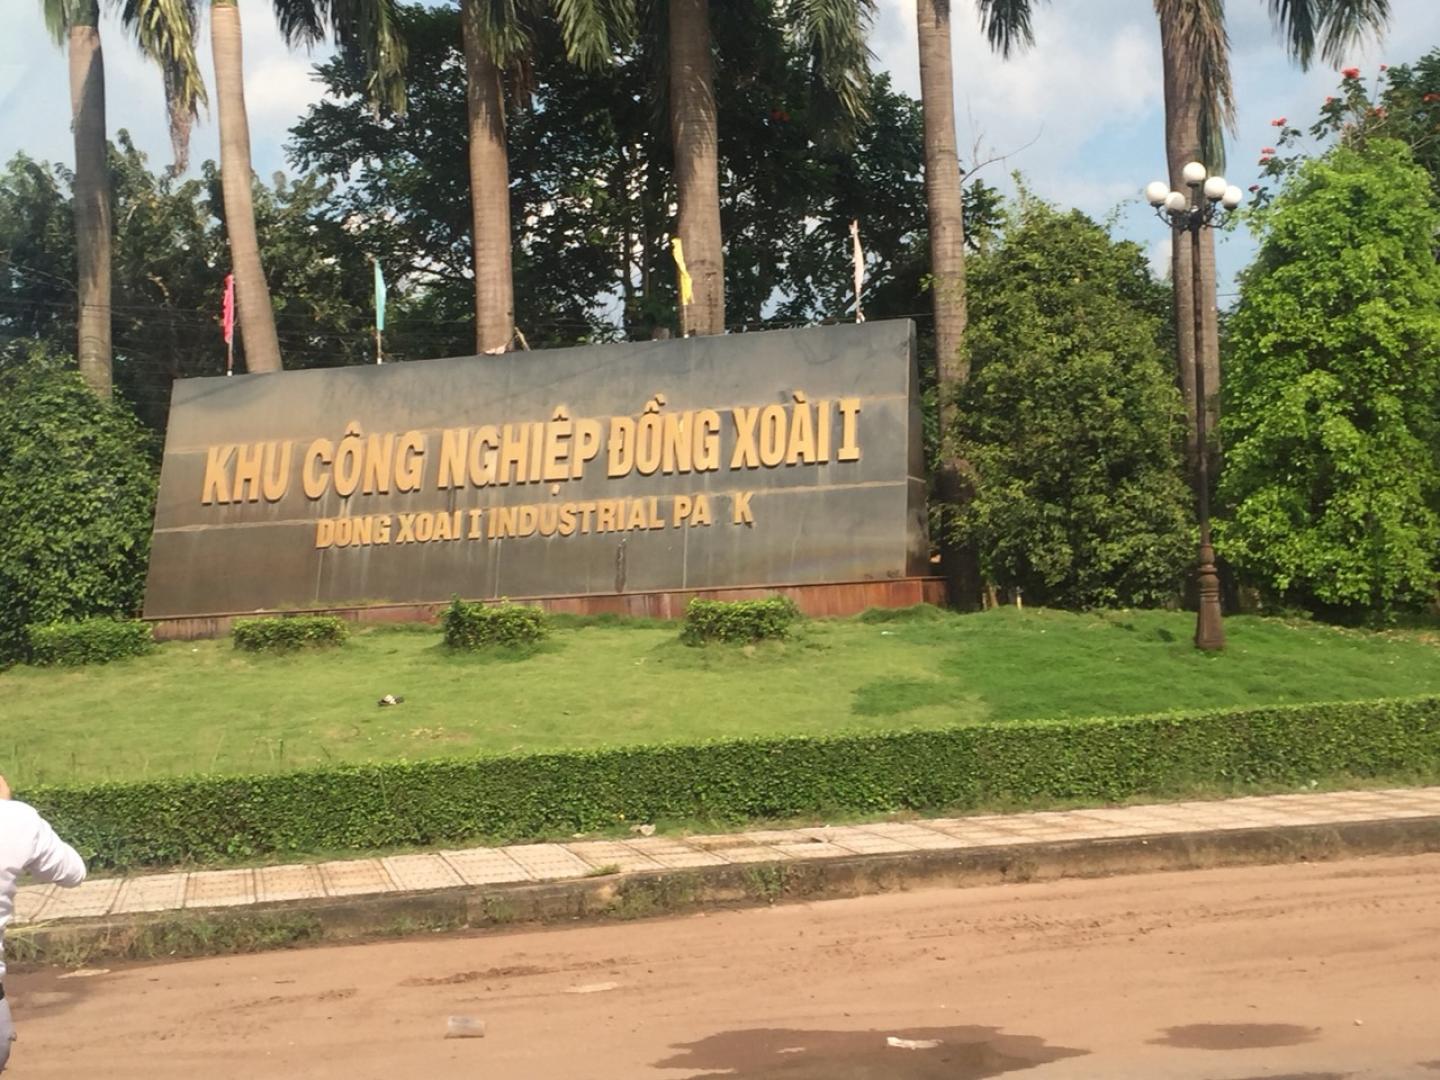 KHU CÔNG NGHIỆP ĐỒNG XOÀI I
DONG XOAI I INDUSTRIAL PA K